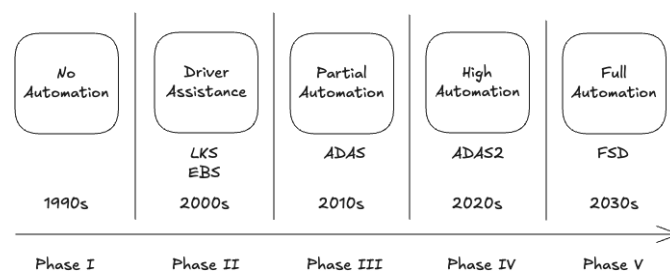 No
Automation
Driver
Assistance
Partial
Automation
High
Automation
Full
Automation
LKS
EBS
ADAS
ADAS2
FSD
1990s
2000s
2010s
2020s
2030s
Phase I
Phase II
Phase III
Phase IV
Phase V